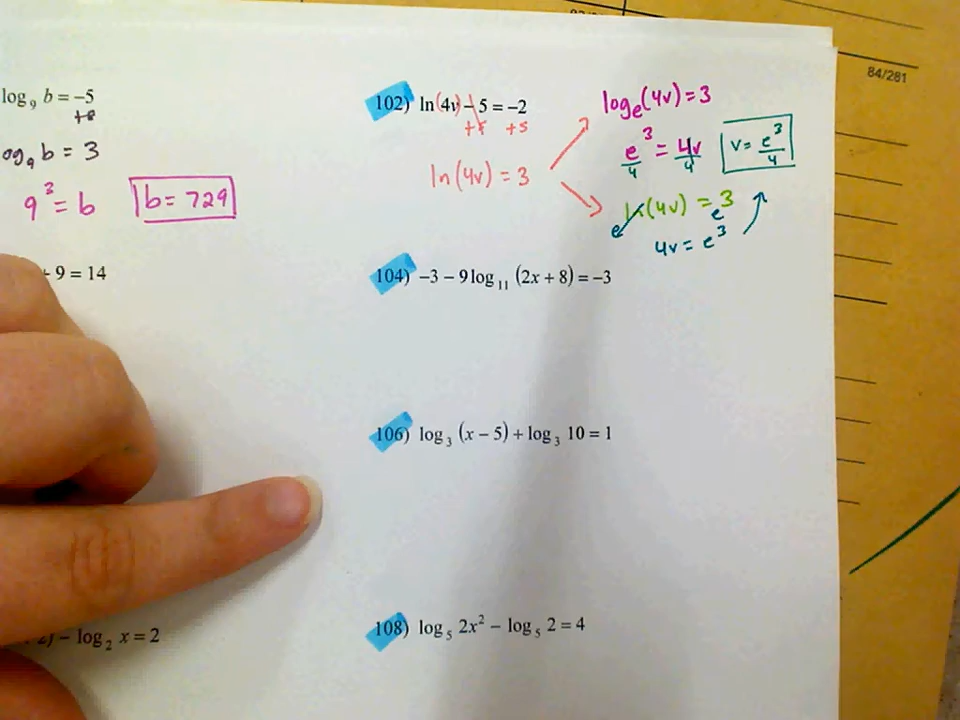 84/281
log₉ b = −5
log₉ b = 3
9³ = b b = 729
+ 9 = 14
− log₂ x = 2
102) ln(4v) − 5 = −2
+5 +5
ln(4v) = 3
logₑ(4v) = 3
e³ = 4v v = e³/4
4 4
ln(4v) = 3
e e
4v = e³
104) −3 − 9 log₁₁ (2x + 8) = −3
106) log₃ (x − 5) + log₃ 10 = 1
108) log₅ 2x² − log₅ 2 = 4